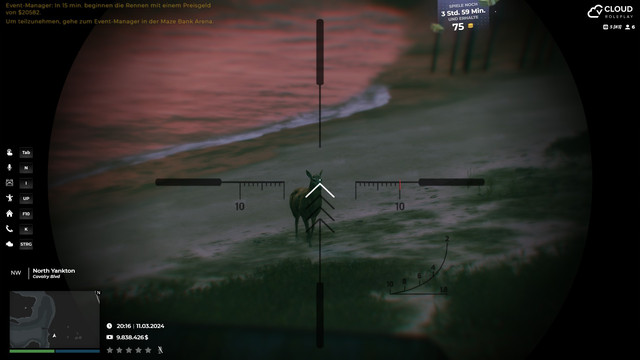 Event-Manager: In 15 min. beginnen die Rennen mit einem Preisgeld
von $20582.
Um teilzunehmen, gehe zum Event-Manager in der Maze Bank Arena
SPIELE NOCH
3 Std. 59 Min.
UND ERHALTE
75
CLOUD
ROLEPLAY
6
Tab
N
I
UP
F10
K
STRG
10
10
NW
North Yankton
Cavalry Blvd
N
20:16 | 11.03.2024
9.838.426$